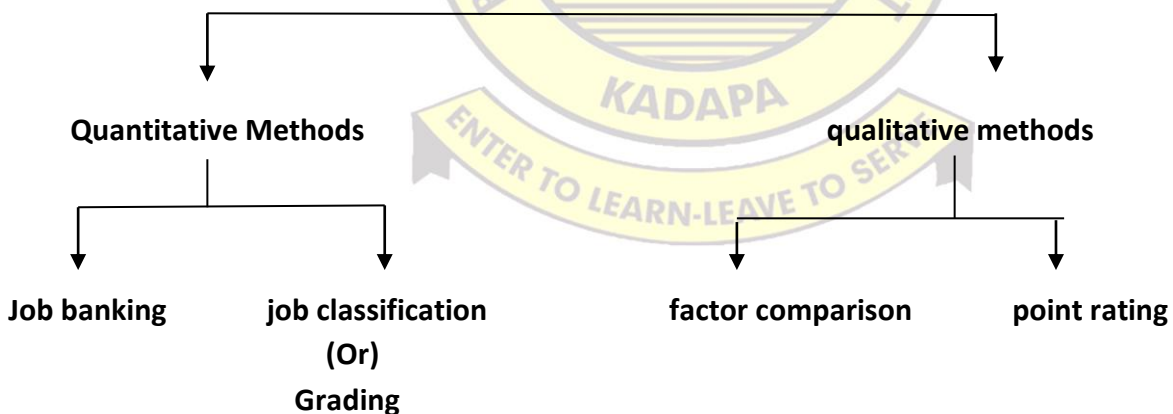 KADAPA
ENTER TO LEARN-LEAVE TO SERVE
Quantitative Methods
qualitative methods
Job banking
job classification
factor comparison
point rating
(Or)
Grading